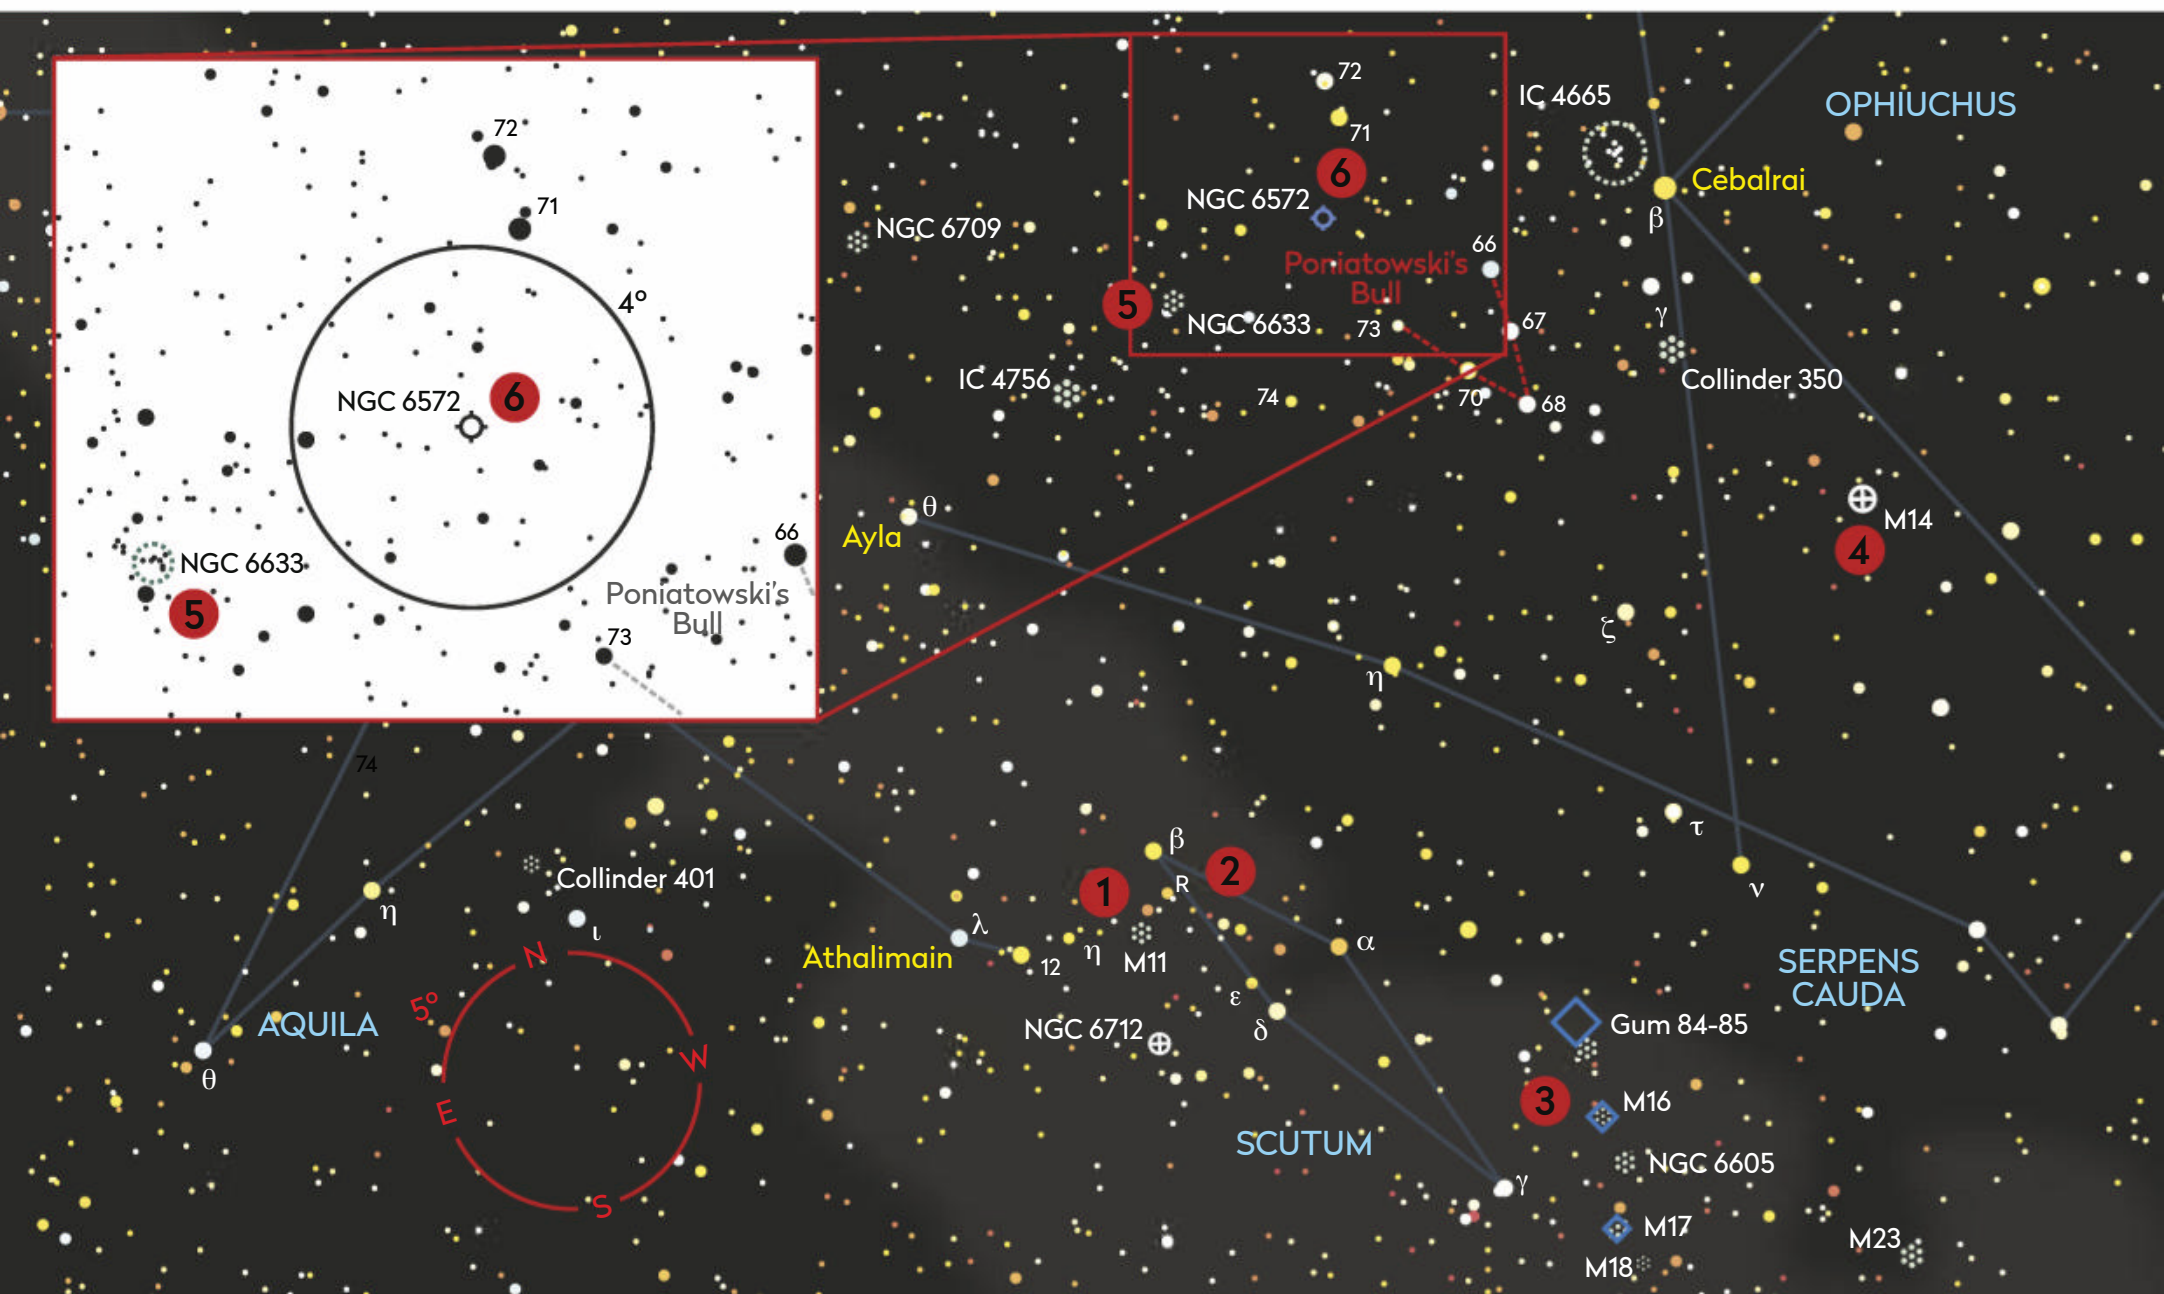 72
71
4°
NGC 6572
6
NGC 6633
5
66
Poniatowski's
Bull
73
74
72
71
6
NGC 6572
66
Poniatowski's
Bull
5
NGC 6633
73
67
70
68
74
IC 4665
OPHIUCHUS
Cebalrai
β
γ
Collinder 350
NGC 6709
IC 4756
M14
4
θ
Ayla
ζ
η
τ
ν
SERPENS
CAUDA
Collinder 401
η
ι
AQUILA
θ
N
5°
W
E
S
λ
Athalimain
12
η
1
M11
β
R
2
α
ε
δ
NGC 6712
SCUTUM
γ
Gum 84-85
3
M16
NGC 6605
M17
M18
M23